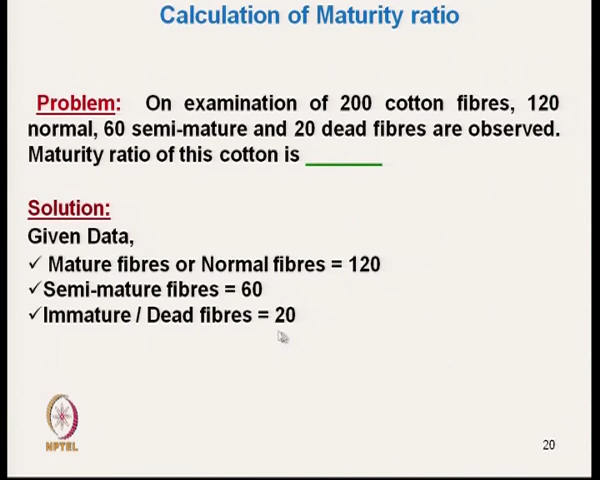 Calculation of Maturity ratio
Problem: On examination of 200 cotton fibres, 120
normal, 60 semi-mature and 20 dead fibres are observed.
Maturity ratio of this cotton is ________
Solution:
Given Data,
✓ Mature fibres or Normal fibres = 120
✓Semi-mature fibres = 60
✓Immature / Dead fibres = 20
NPTEL
20